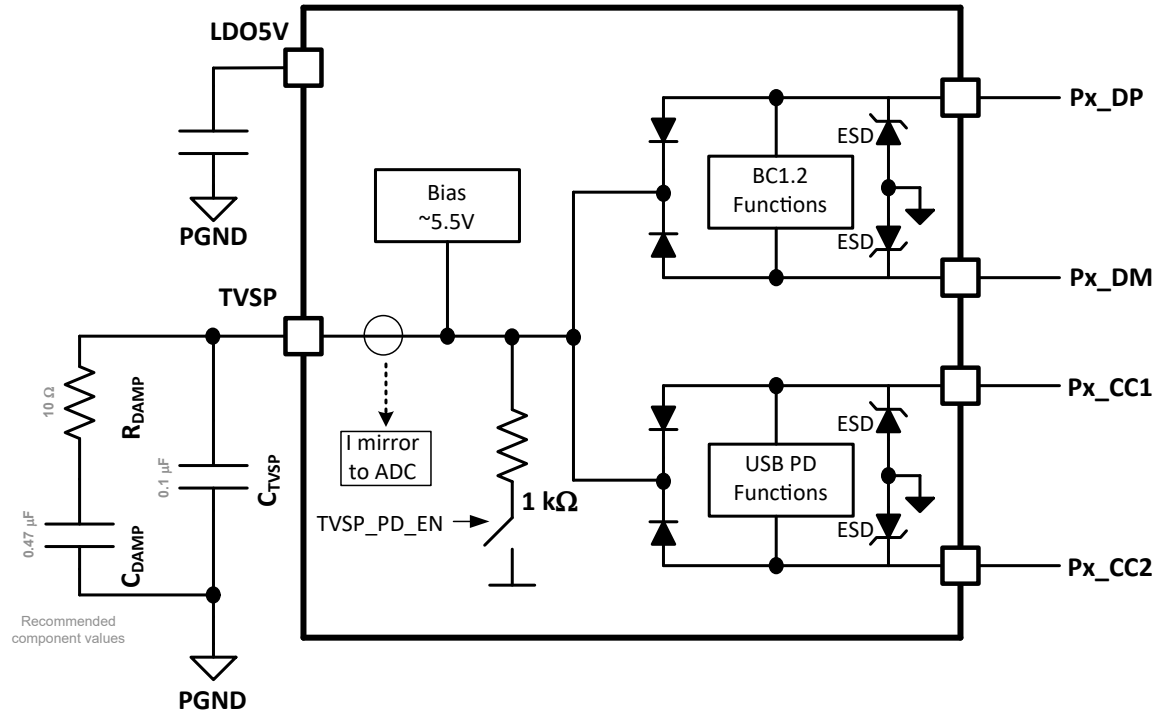 LDO5V
PGND
TVSP
10 Ω
RDAMP
0.1 µF
CTVSP
0.47 µF
CDAMP
Recommended
component values
PGND
Bias
~5.5V
I mirror
to ADC
1 kΩ
TVSP_PD_EN
BC1.2
Functions
ESD
ESD
USB PD
Functions
ESD
ESD
Px_DP
Px_DM
Px_CC1
Px_CC2